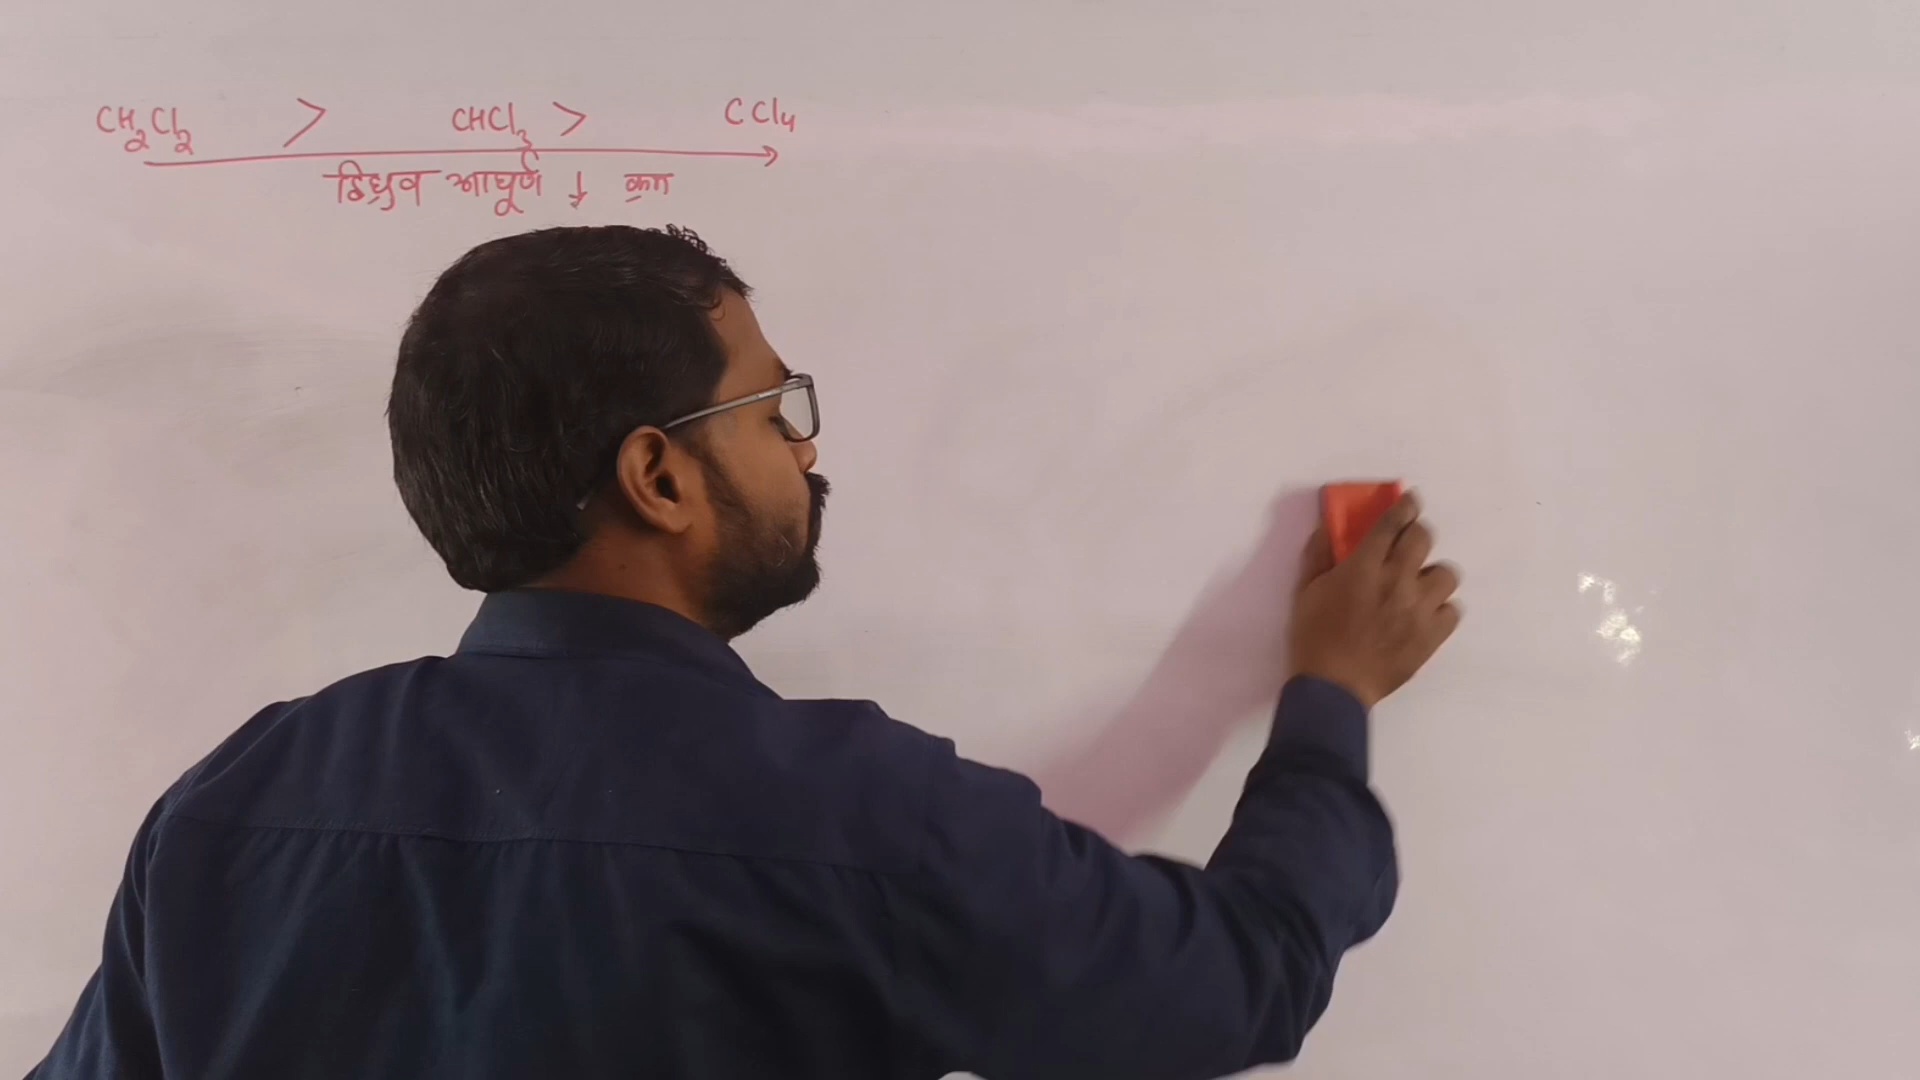 CH₂Cl₂ > CHCl₃ > CCl₄
द्विध्रुव आघूर्ण ↓ क्रम